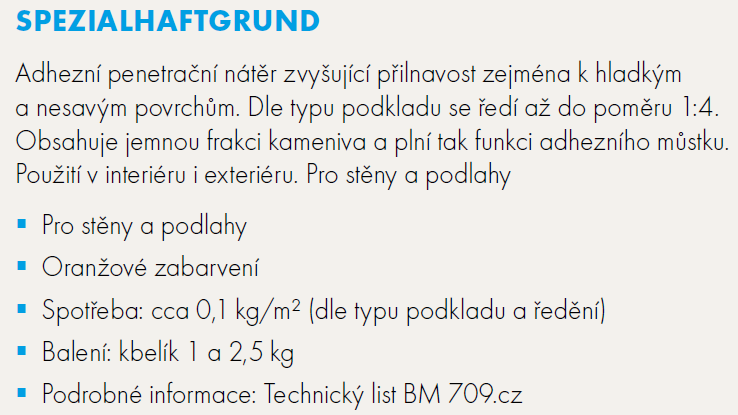 SPEZIALHAFTGRUND
Adhezní penetrační nátěr zvyšující přilnavost zejména k hladkým
a nesavým povrchům. Dle typu podkladu se ředí až do poměru 1:4.
Obsahuje jemnou frakci kameniva a plní tak funkci adhezního můstku.
Použití v interiéru i exteriéru. Pro stěny a podlahy
▪ Pro stěny a podlahy
▪ Oranžové zabarvení
▪ Spotřeba: cca 0,1 kg/m² (dle typu podkladu a ředění)
▪ Balení: kbelík 1 a 2,5 kg
▪ Podrobné informace: Technický list BM 709.cz